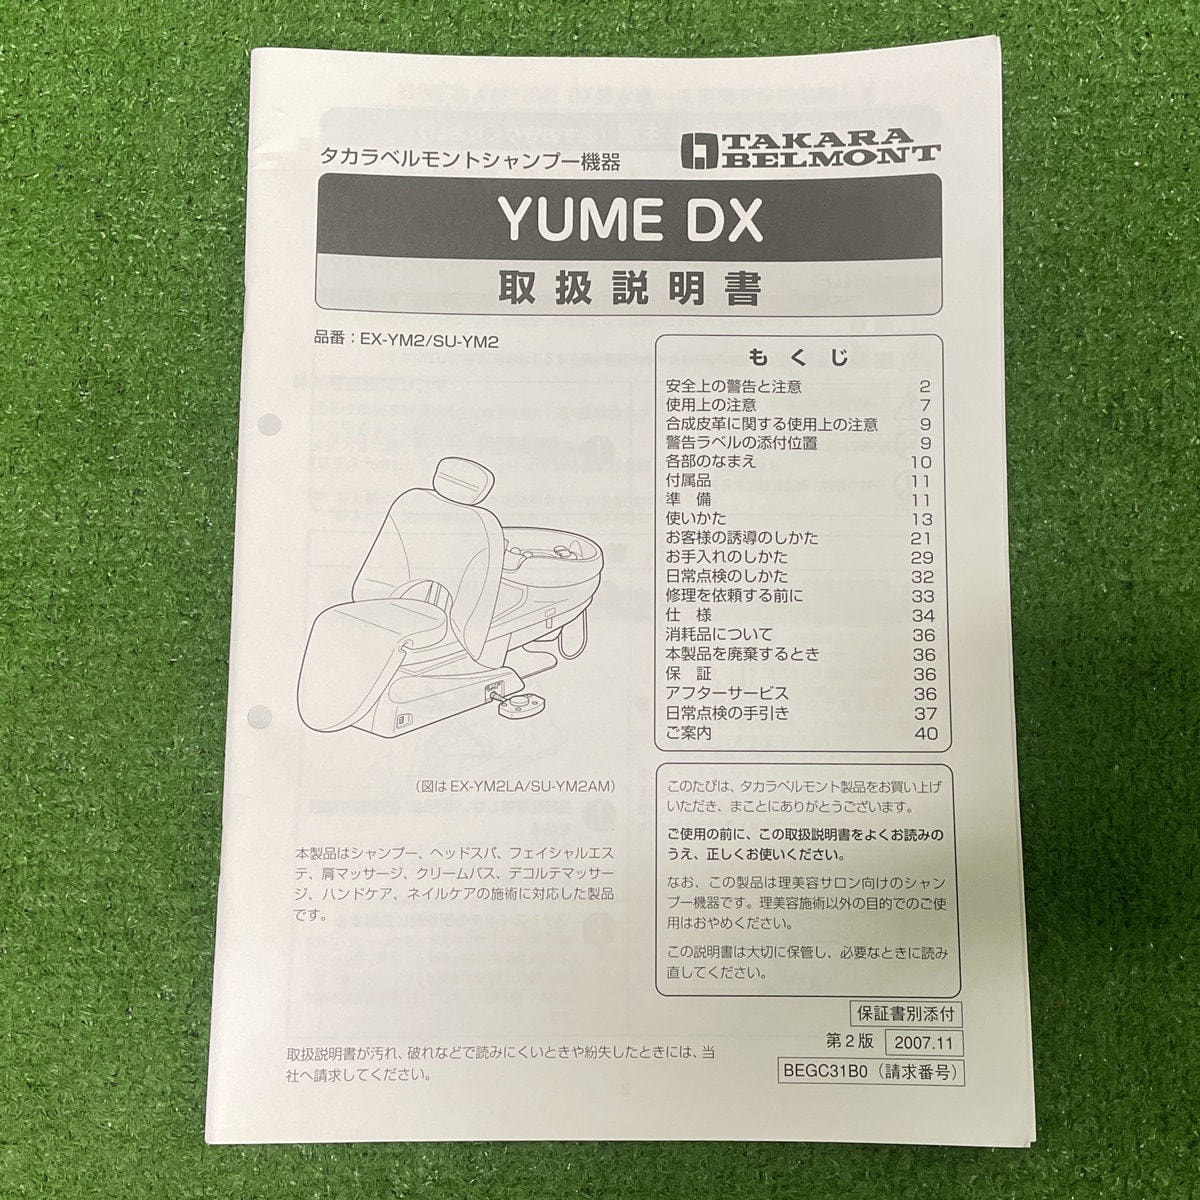 タカラベルモントシャンプー機器
TAKARA
BELMONT
YUME DX
取扱説明書
品番：EX-YM2/SU-YM2
もくじ
安全上の警告と注意 2
使用上の注意 7
合成皮革に関する使用上の注意 9
警告ラベルの添付位置 9
各部のなまえ 10
付属品 11
準　備 11
使いかた 13
お客様の誘導のしかた 21
お手入れのしかた 29
日常点検のしかた 32
修理を依頼する前に 33
仕　様 34
消耗品について 36
本製品を廃棄するとき 36
保　証 36
アフターサービス 36
日常点検の手引き 37
ご案内 40
（図は EX-YM2LA/SU-YM2AM）
本製品はシャンプー、ヘッドスパ、フェイシャルエス
テ、肩マッサージ、クリームバス、デコルテマッサー
ジ、ハンドケア、ネイルケアの施術に対応した製品
です。
このたびは、タカラベルモント製品をお買い上げ
いただき、まことにありがとうございます。
ご使用の前に、この取扱説明書をよくお読みの
うえ、正しくお使いください。
なお、この製品は理美容サロン向けのシャン
プー機器です。理美容施術以外の目的でのご使
用はおやめください。
この説明書は大切に保管し、必要なときに読み
直してください。
保証書別添付
第２版 2007.11
BEGC31B0（請求番号）
取扱説明書が汚れ、破れなどで読みにくいときや紛失したときには、当
社へ請求してください。